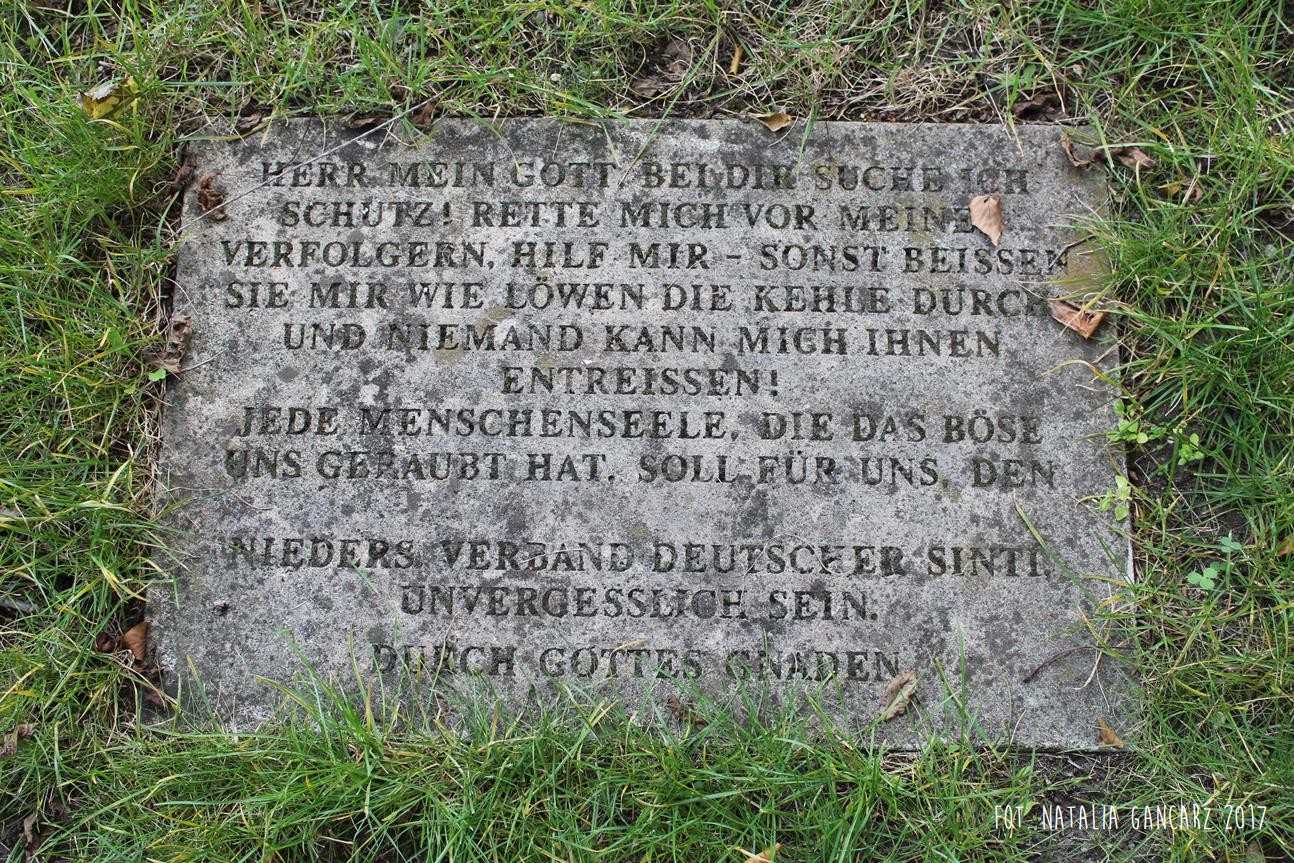 HERR MEIN GOTT, BEI DIR SUCHE ICH
SCHUTZ! RETTE MICH VOR MEINEN
VERFOLGERN, HILF MIR - SONST BEISSEN
SIE MIR WIE LÖWEN DIE KEHLE DURCH
UND NIEMAND KANN MICH IHNEN
ENTREISSEN!
JEDE MENSCHENSEELE, DIE DAS BÖSE
UNS GERAUBT HAT, SOLL FÜR UNS, DEN
NIEDERS. VERBAND DEUTSCHER SINTI,
UNVERGESSLICH SEIN.
DURCH GOTTES GNADEN
FOT. NATALIA GANCARZ 2017